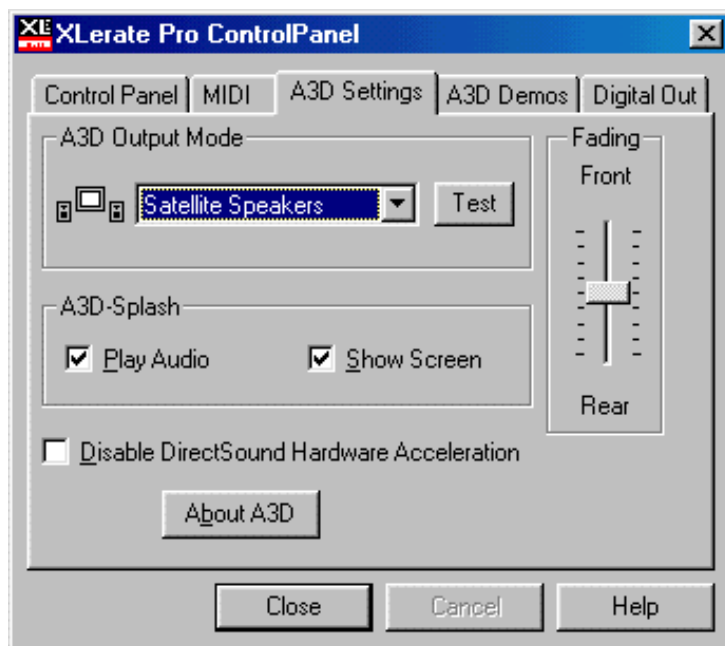 XLerate Pro ControlPanel
Control Panel MIDI A3D Settings A3D Demos Digital Out
A3D Output Mode
Satellite Speakers Test
Fading
Front
Rear
A3D-Splash
Play Audio Show Screen
Disable DirectSound Hardware Acceleration
About A3D
Close Cancel Help